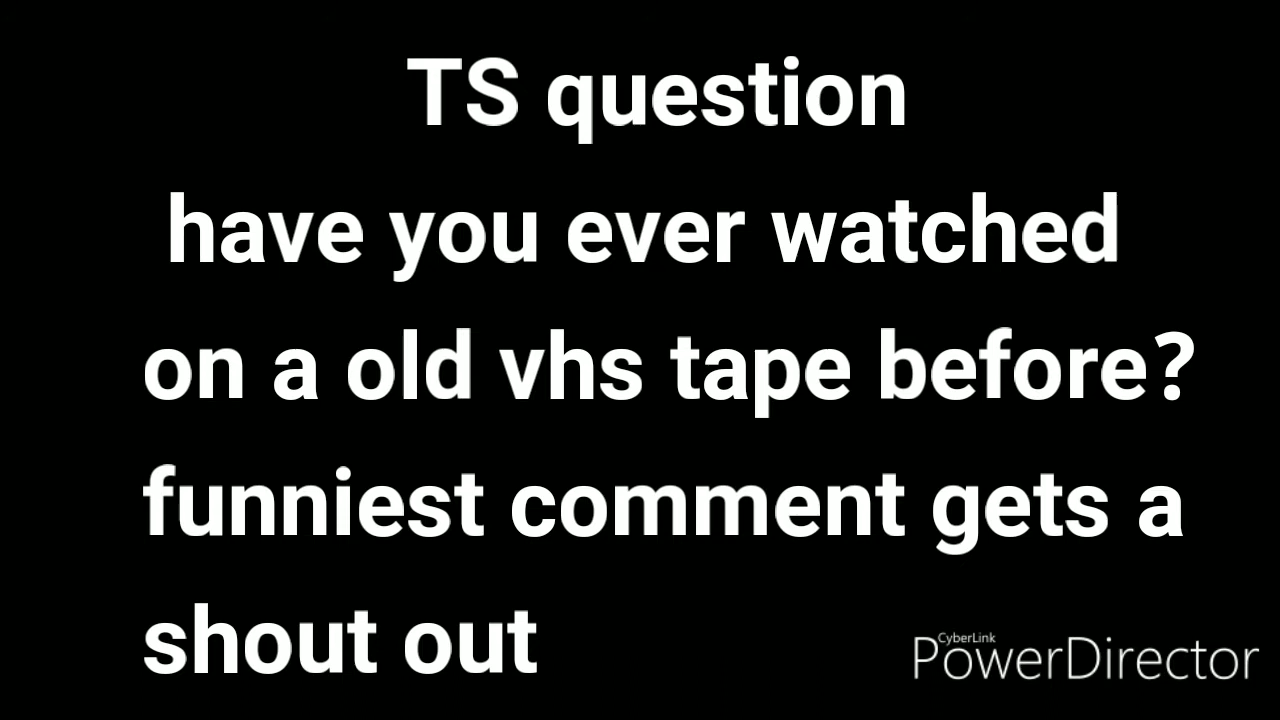 TS question
have you ever watched
on a old vhs tape before?
funniest comment gets a
shout out
CyberLink
PowerDirector